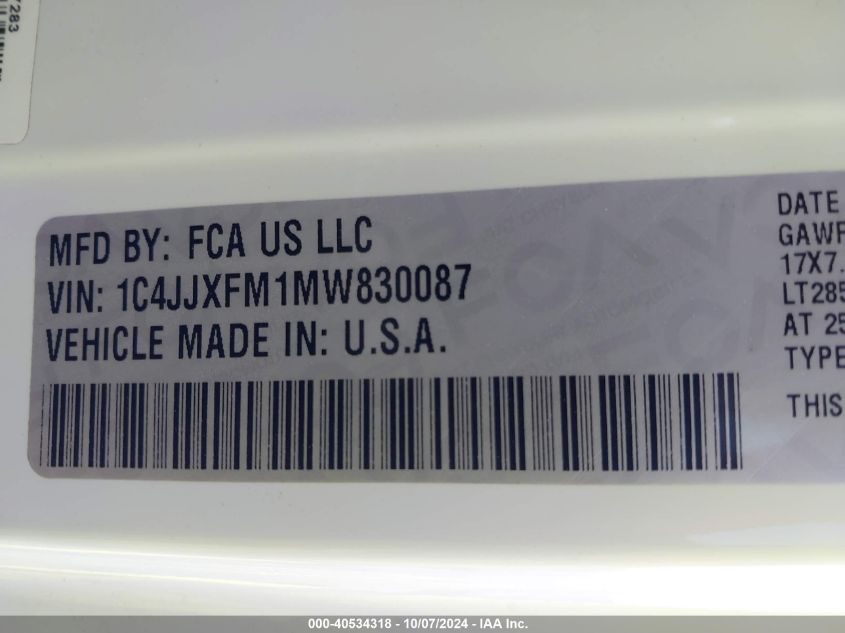 7283
MFD BY: FCA US LLC
VIN: 1C4JJXFM1MW830087
VEHICLE MADE IN: U.S.A.
DATE
GAWR
17X7.
LT285
AT 25
TYPE
THIS
000-40534318 - 10/07/2024 - IAA Inc.